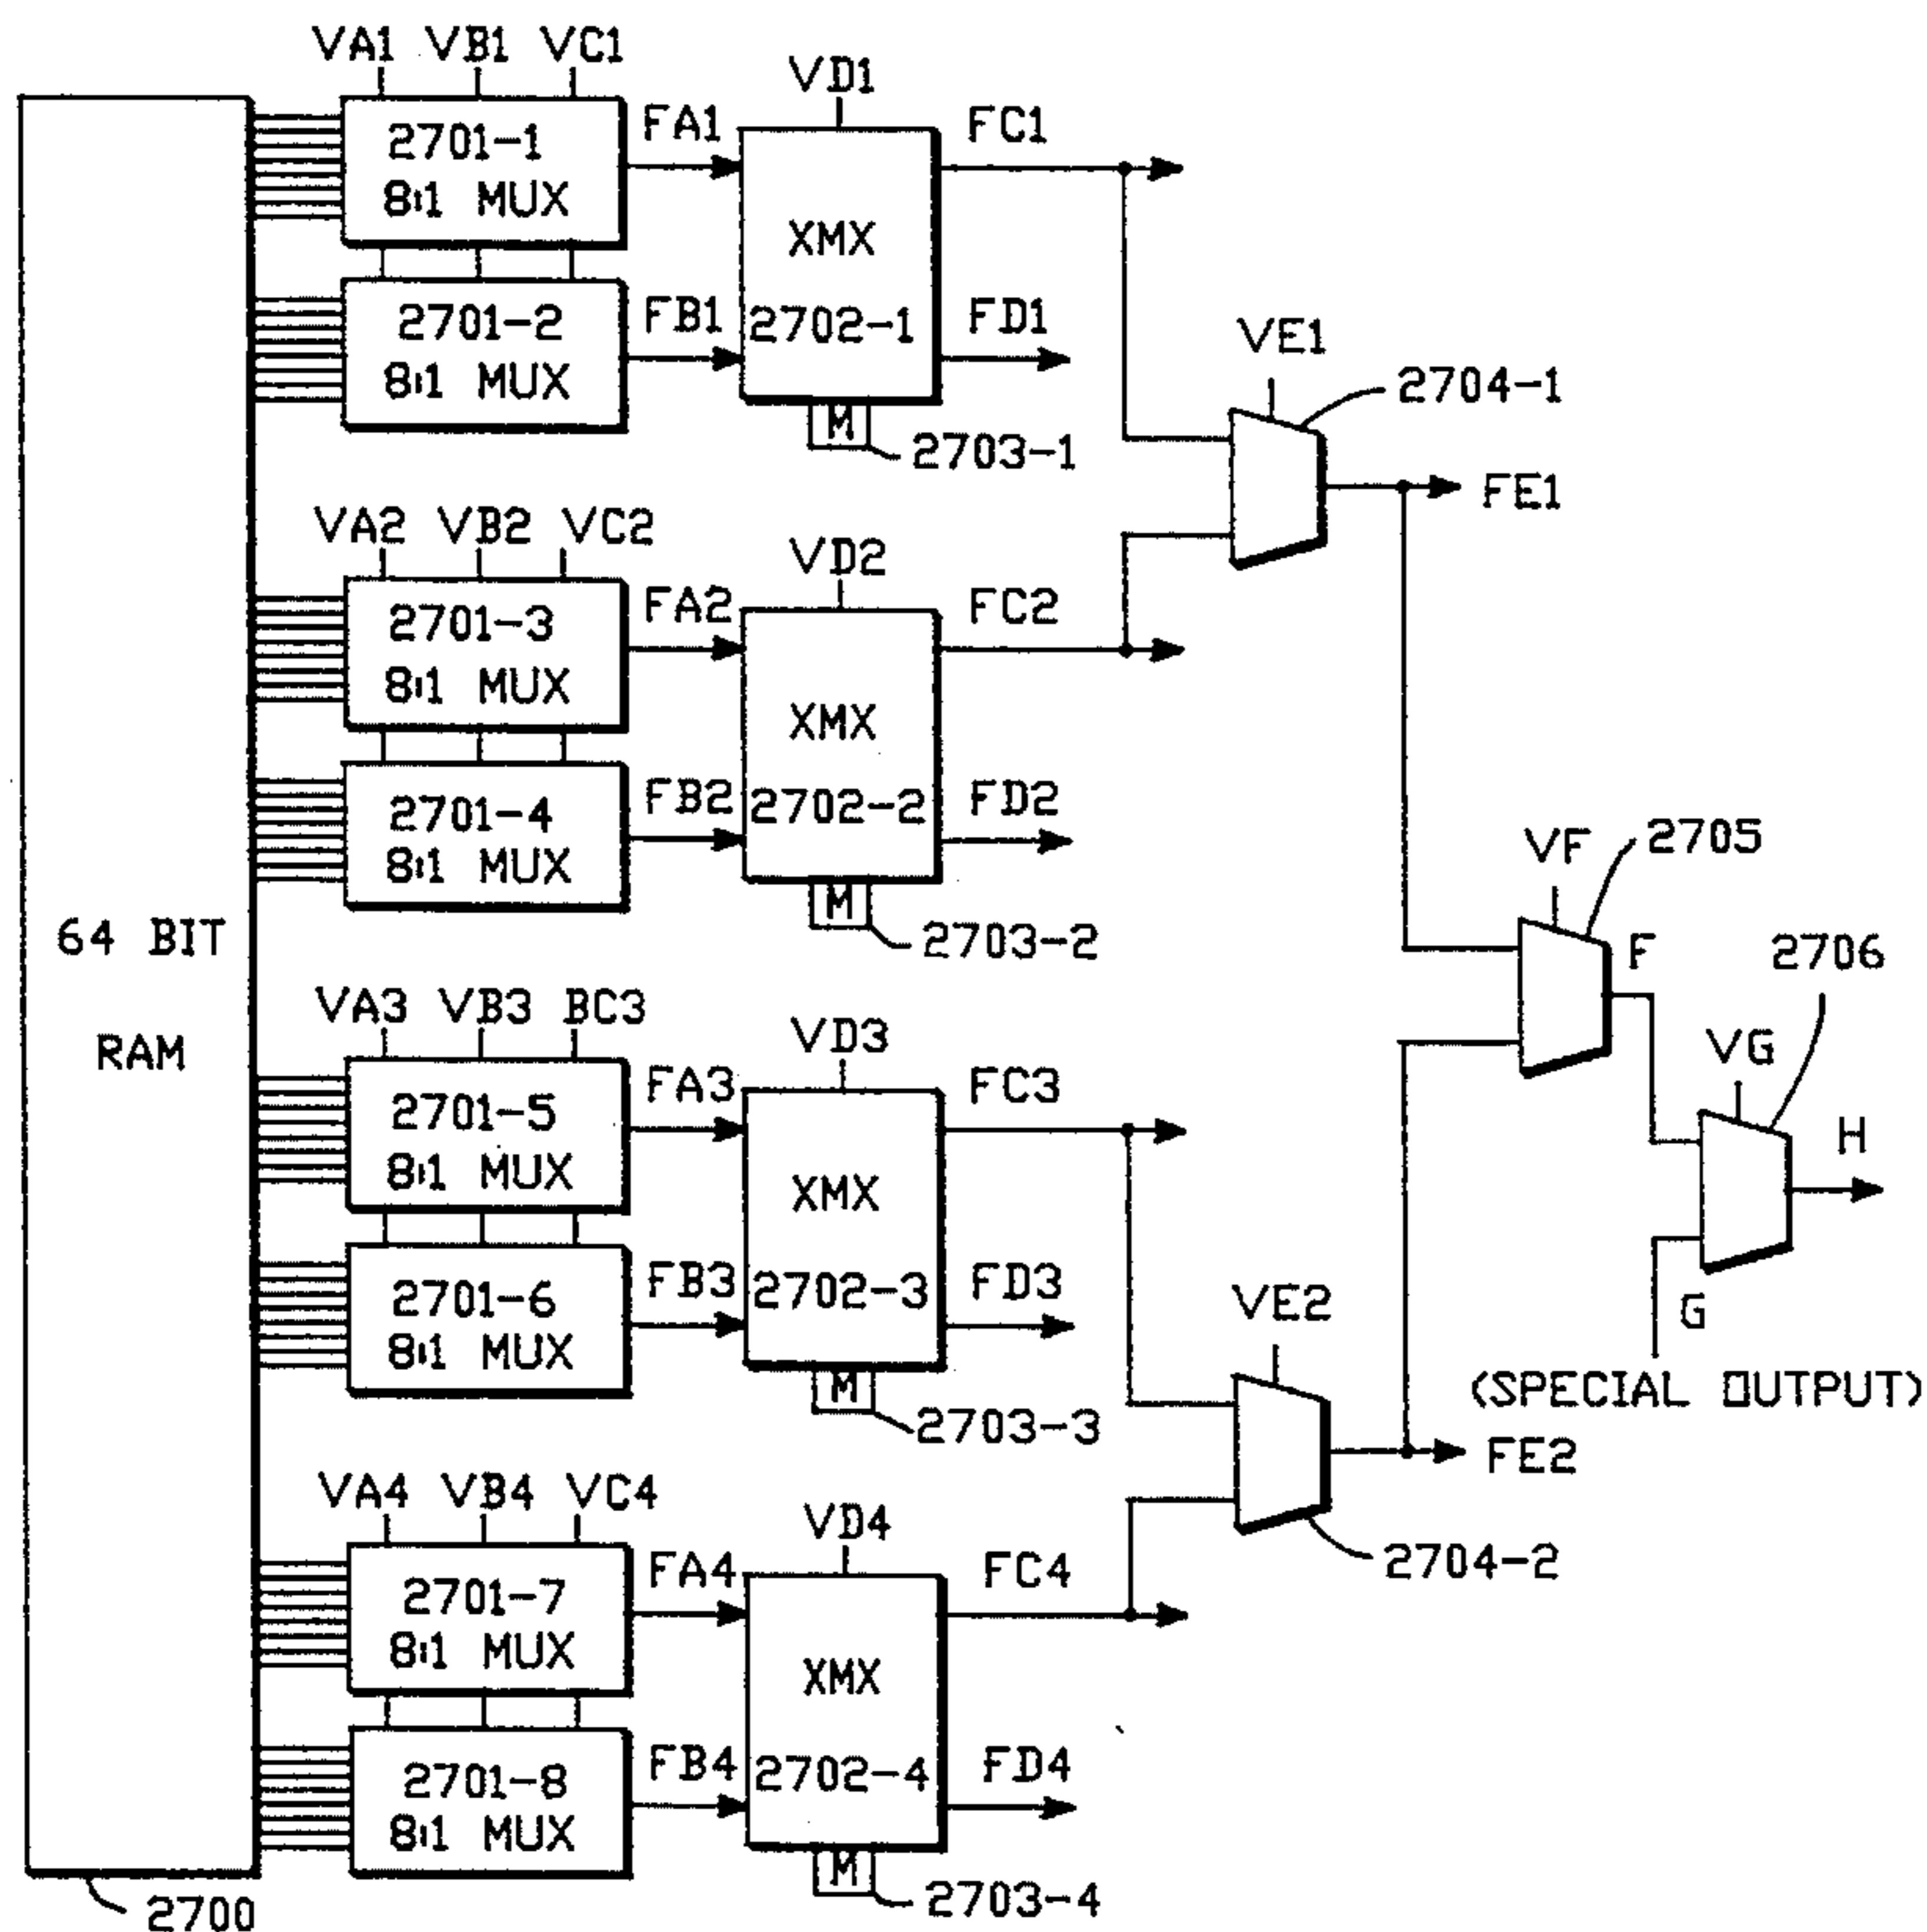 VA1 VB1 VC1
VD1
2701-1
8:1 MUX
FA1
FC1
XMX
2701-2
8:1 MUX
FB1
2702-1
FD1
VE1
2704-1
M
2703-1
FE1
VA2 VB2 VC2
VD2
2701-3
8:1 MUX
FA2
FC2
XMX
2701-4
8:1 MUX
FB2
2702-2
FD2
VF
2705
M
2703-2
64 BIT
RAM
F
2706
VA3 VB3 BC3
VD3
VG
2701-5
8:1 MUX
FA3
FC3
H
XMX
2701-6
8:1 MUX
FB3
2702-3
FD3
VE2
G
(SPECIAL OUTPUT)
M
2703-3
FE2
VA4 VB4 VC4
VD4
2704-2
2701-7
8:1 MUX
FA4
FC4
XMX
2701-8
8:1 MUX
FB4
2702-4
FD4
M
2703-4
2700